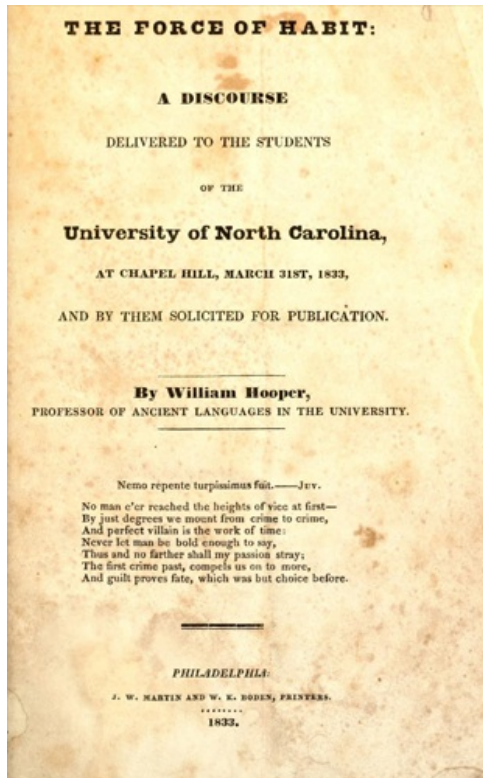 THE FORCE OF HABIT:
A DISCOURSE
DELIVERED TO THE STUDENTS
OF THE
University of North Carolina,
AT CHAPEL HILL, MARCH 31ST, 1833,
AND BY THEM SOLICITED FOR PUBLICATION.
By William Hooper,
PROFESSOR OF ANCIENT LANGUAGES IN THE UNIVERSITY.
Nemo repente turpissimus fuit.——JUV.
No man e'er reached the heights of vice at first—
By just degrees we mount from crime to crime,
And perfect villain is the work of time:
Never let man be bold enough to say,
Thus and no farther shall my passion stray;
The first crime past, compels us on to more,
And guilt proves fate, which was but choice before.
PHILADELPHIA:
J. W. MARTIN AND W. K. BODEN, PRINTERS.
1833.